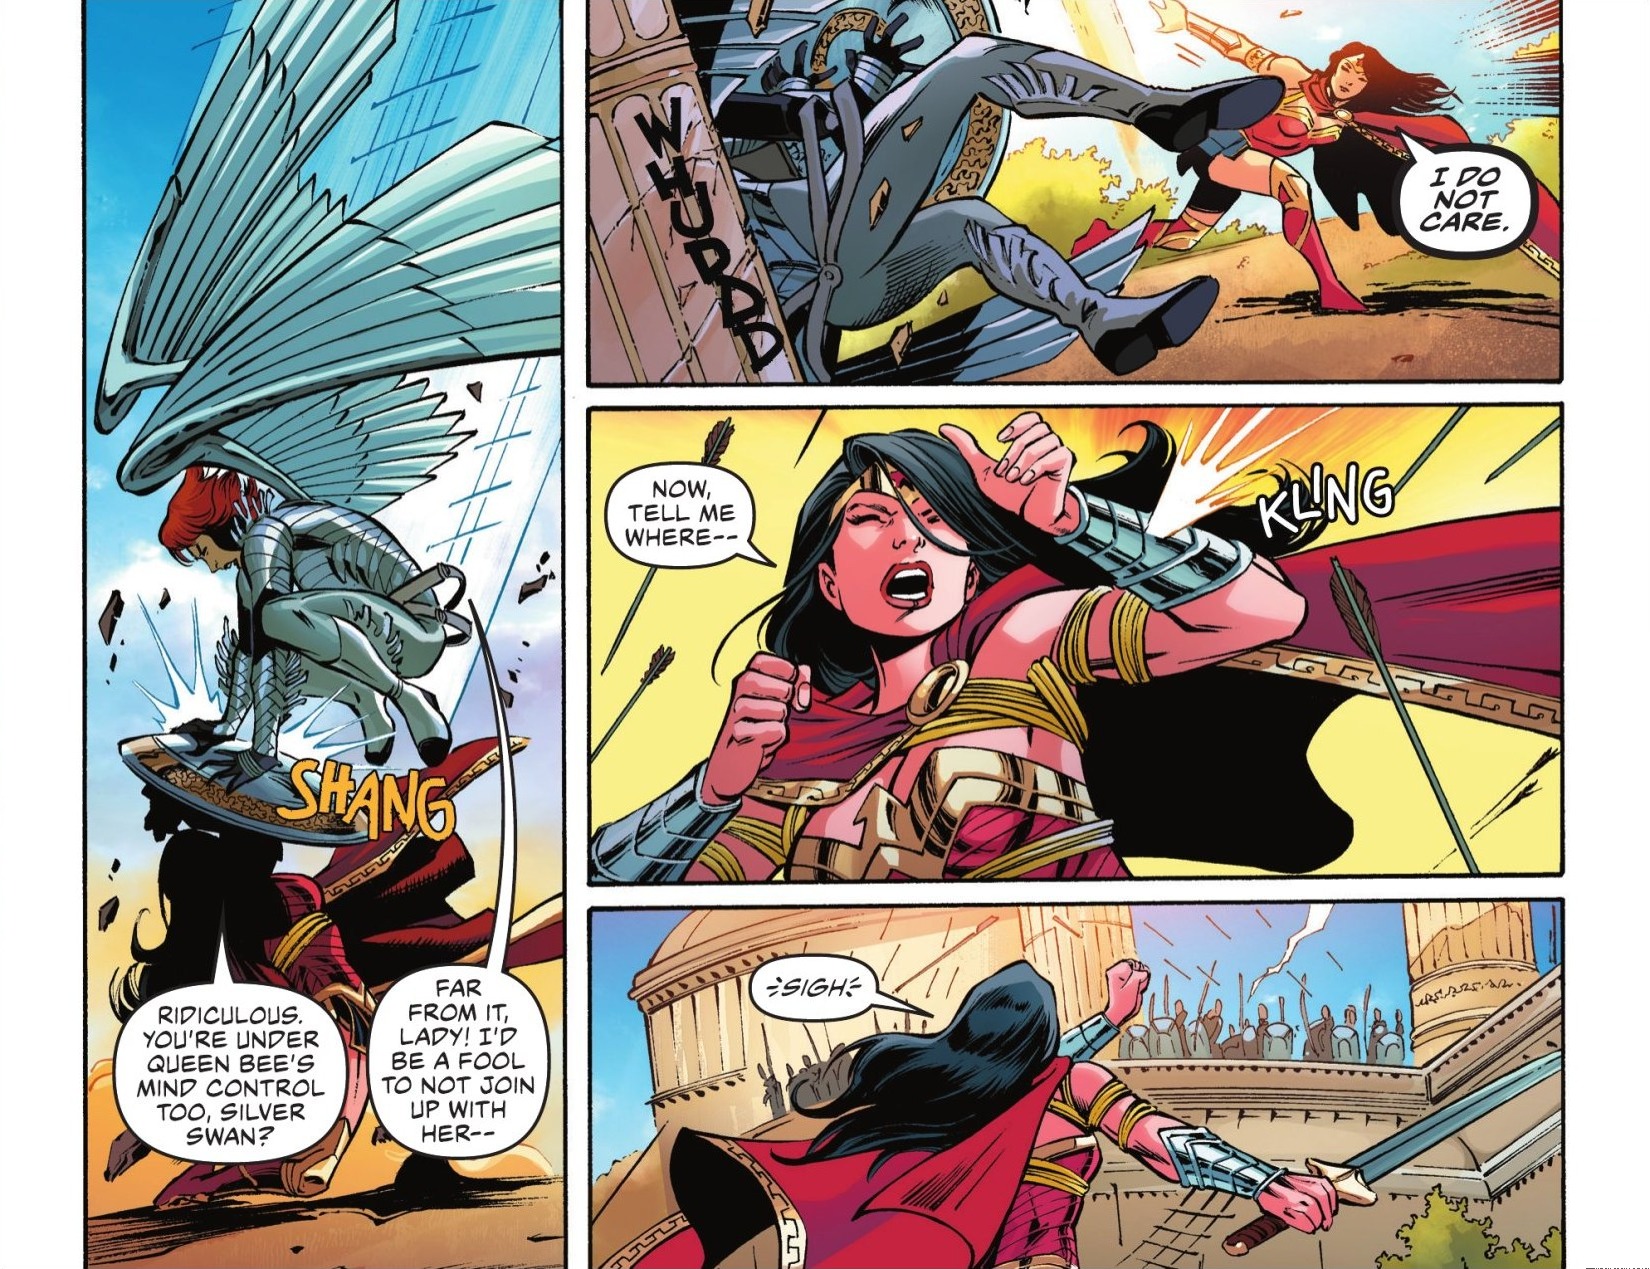 SHANG
RIDICULOUS.
YOU'RE UNDER
QUEEN BEE'S
MIND CONTROL
TOO, SILVER
SWAN?
FAR
FROM IT,
LADY! I'D
BE A FOOL
TO NOT JOIN
UP WITH
HER--
WHUDDD
I DO
NOT
CARE.
NOW,
TELL ME
WHERE--
KLING
SIGH